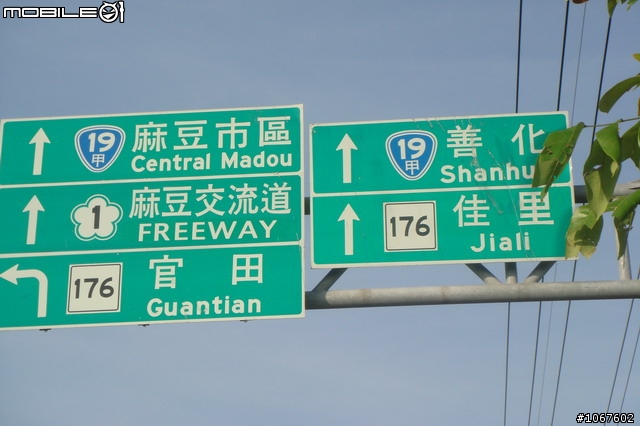 MOBILE01
19甲
麻豆市區
Central Madou
1
麻豆交流道
FREEWAY
176
官田
Guantian
19甲
善化
Shanhu
176
佳里
Jiali
#1067602